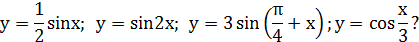 y = 1/2 sinx; y = sin2x; y = 3 sin (π/4 + x) ; y = cos x/3 ?